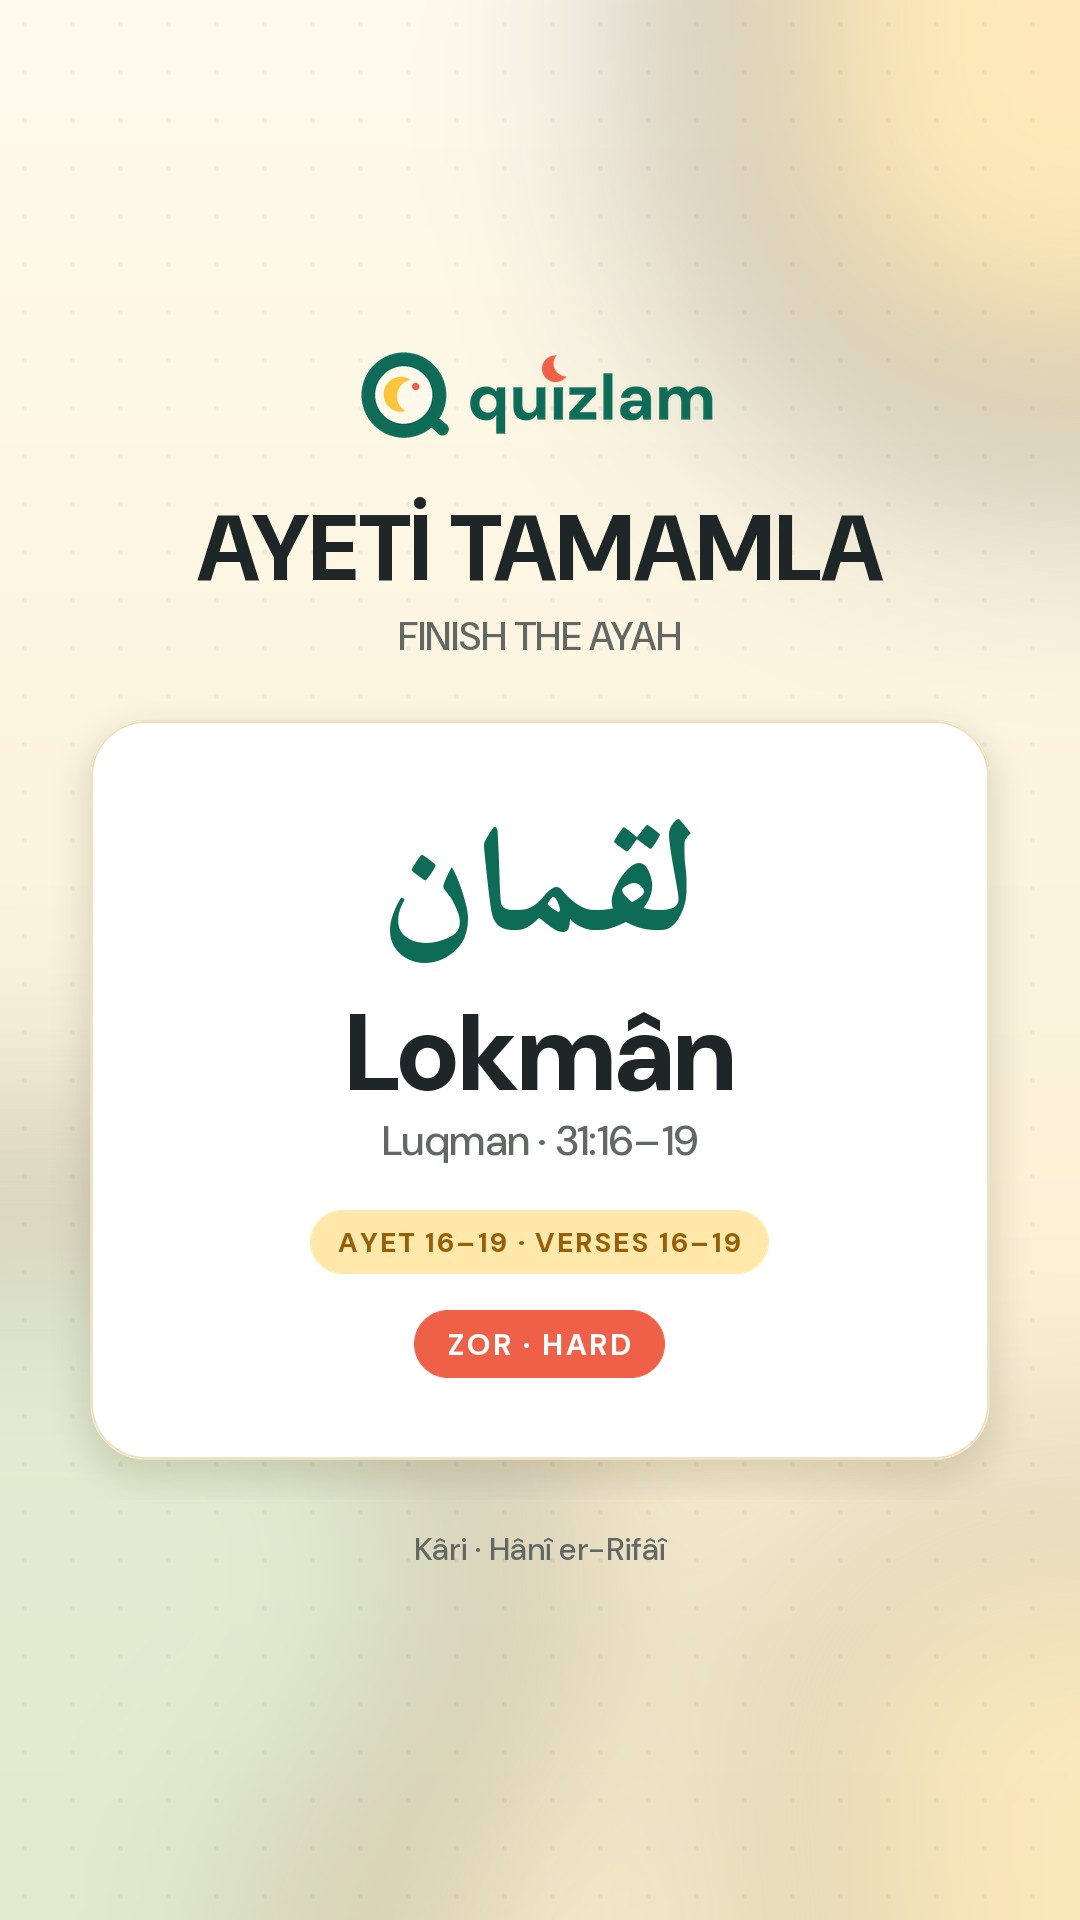 quizlam
AYETİ TAMAMLA
FINISH THE AYAH
لقمان
Lokmân
Luqman · 31:16–19
AYET 16–19 · VERSES 16–19
ZOR · HARD
Kâri · Hânî er-Rifâî